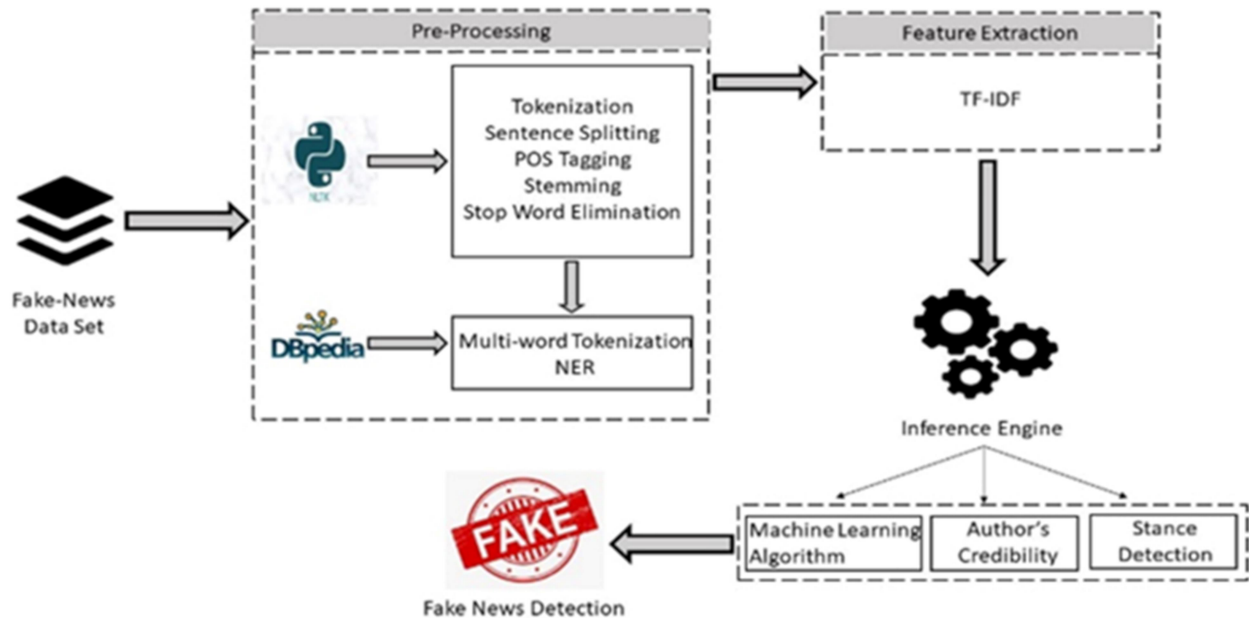 Pre-Processing
Feature Extraction
Tokenization
Sentence Splitting
POS Tagging
Stemming
Stop Word Elimination
TF-IDF
NLTK
Fake-News
Data Set
DBpedia
Multi-word Tokenization
NER
Inference Engine
Machine Learning
Algorithm
Author's
Credibility
Stance
Detection
FAKE
Fake News Detection